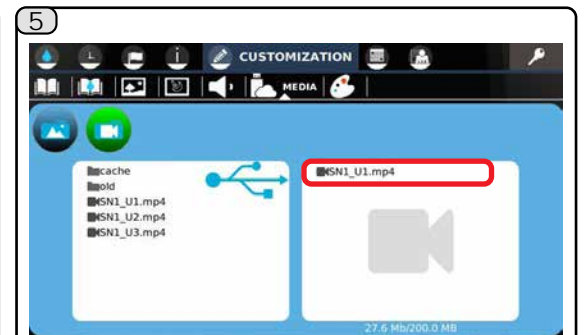 5
CUSTOMIZATION
MEDIA
cache
old
SN1_U1.mp4
SN1_U2.mp4
SN1_U3.mp4
SN1_U1.mp4
27.6 Mb/200.0 MB